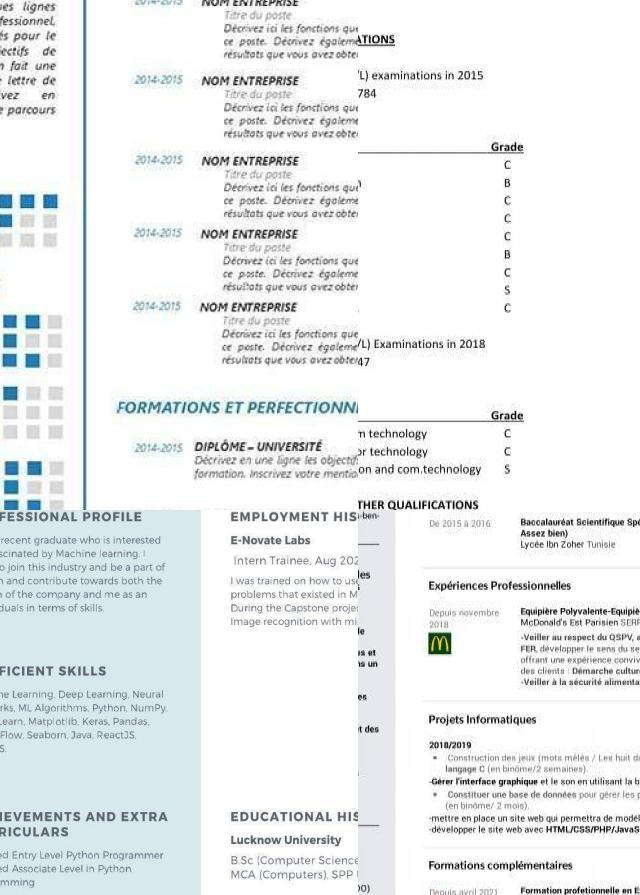 es lignes
fessionnel,
és pour le
ectifs de
n fait une
lettre de
vez en
parcours
NOM ENTREPRISE
Titre du poste
Décrivez ici les fonctions que
ce poste. Décrivez égaleme
résultats que vous avez obte
2014-2015 NOM ENTREPRISE
Titre du poste
Décrivez ici les fonctions que
ce poste. Décrivez égaleme
résultats que vous avez obte
2014-2015 NOM ENTREPRISE
Titre du poste
Décrivez ici les fonctions que
ce poste. Décrivez égaleme
résultats que vous avez obte
2014-2015 NOM ENTREPRISE
Titre du poste
Décrivez ici les fonctions que
ce poste. Décrivez égaleme
résultats que vous avez obte
2014-2015 NOM ENTREPRISE
Titre du poste
Décrivez ici les fonctions que
ce poste. Décrivez égaleme
résultats que vous avez obte
FORMATIONS ET PERFECTIONN
2014-2015 DIPLÔME – UNIVERSITÉ
Décrivez en une ligne les objectif
formation. Inscrivez votre mentio
ATIONS
/L) examinations in 2015
784
Grade
C
B
C
C
C
B
C
S
C
/L) Examinations in 2018
47
Grade
n technology C
or technology C
on and com.technology S
THER QUALIFICATIONS
FESSIONAL PROFILE
recent graduate who is interested
scinated by Machine learning. I
o join this industry and be a part of
n and contribute towards both the
n of the company and me as an
duals in terms of skills.
FICIENT SKILLS
ne Learning, Deep Learning, Neural
rks, ML Algorithms, Python, NumPy,
Learn, Matplotlib, Keras, Pandas,
Flow, Seaborn, Java, ReactJS,
S.
IEVEMENTS AND EXTRA
RICULARS
ed Entry Level Python Programmer
ed Associate Level in Python
mming
EMPLOYMENT HIS
E-Novate Labs
Intern Trainee, Aug 202
I was trained on how to use
problems that existed in M
During the Capstone proje
Image recognition with mi
EDUCATIONAL HIS
Lucknow University
B.Sc (Computer Science
MCA (Computers), SPP
-ben-
les
le
s et
s un
es
t des
00)
De 2015 à 2016 Baccalauréat Scientifique Spé
Assez bien)
Lycée Ibn Zoher Tunisie
Expériences Professionnelles
Depuis novembre
2018
Equipière Polyvalente-Equipiè
McDonald's Est Parisien SERR
-Veiller au respect du QSPV, a
FER, développer le sens du se
offrant une expérience conviv
des clients : Démarche culture
-Veiller à la sécurité alimenta
Projets Informatiques
2018/2019
• Construction des jeux (mots mêlés / Les huit da
langage C (en binôme/2 semaines).
-Gérer l'interface graphique et le son en utilisant la b
• Constituer une base de données pour gérer les p
(en binôme/ 2 mois).
-mettre en place un site web qui permettra de modél
-développer le site web avec HTML/CSS/PHP/JavaS
Formations complémentaires
Depuis avril 2021 Formation profetionelle en E